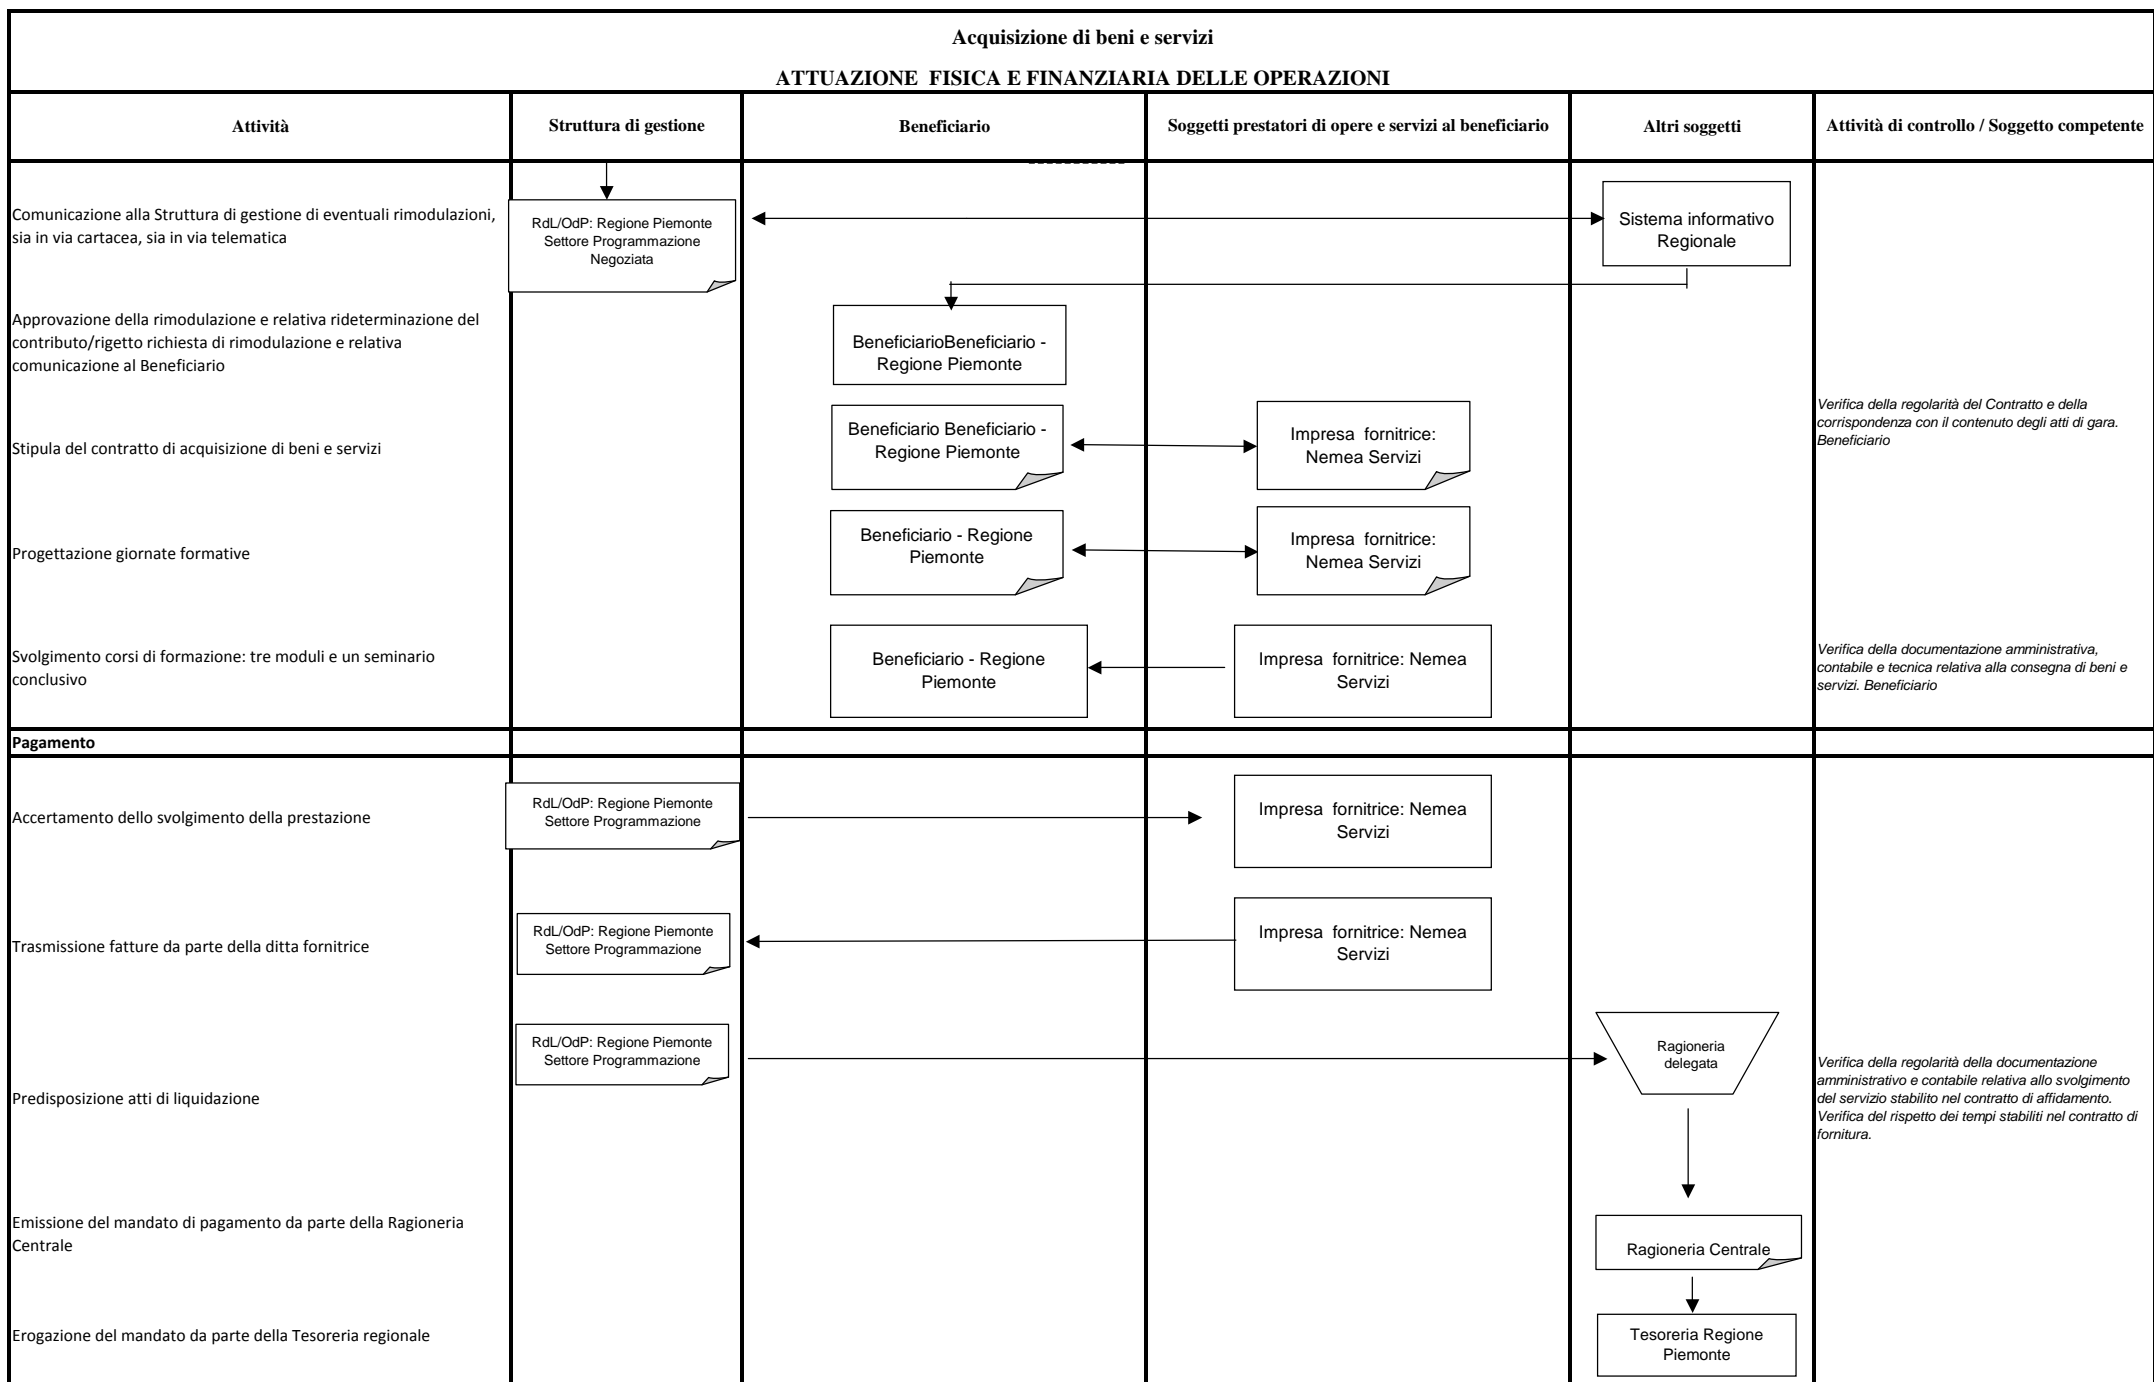 Acquisizione di beni e servizi
ATTUAZIONE FISICA E FINANZIARIA DELLE OPERAZIONI
Attività
Struttura di gestione
Beneficiario
Soggetti prestatori di opere e servizi al beneficiario
Altri soggetti
Attività di controllo / Soggetto competente
Comunicazione alla Struttura di gestione di eventuali rimodulazioni,
sia in via cartacea, sia in via telematica
RdL/OdP: Regione Piemonte
Settore Programmazione
Negoziata
Sistema informativo
Regionale
Approvazione della rimodulazione e relativa rideterminazione del
contributo/rigetto richiesta di rimodulazione e relativa
comunicazione al Beneficiario
BeneficiarioBeneficiario -
Regione Piemonte
Stipula del contratto di acquisizione di beni e servizi
Beneficiario Beneficiario -
Regione Piemonte
Impresa fornitrice:
Nemea Servizi
Verifica della regolarità del Contratto e della
corrispondenza con il contenuto degli atti di gara.
Beneficiario
Progettazione giornate formative
Beneficiario - Regione
Piemonte
Impresa fornitrice:
Nemea Servizi
Svolgimento corsi di formazione: tre moduli e un seminario
conclusivo
Beneficiario - Regione
Piemonte
Impresa fornitrice: Nemea
Servizi
Verifica della documentazione amministrativa,
contabile e tecnica relativa alla consegna di beni e
servizi. Beneficiario
Pagamento
Accertamento dello svolgimento della prestazione
RdL/OdP: Regione Piemonte
Settore Programmazione
Impresa fornitrice: Nemea
Servizi
Trasmissione fatture da parte della ditta fornitrice
RdL/OdP: Regione Piemonte
Settore Programmazione
Impresa fornitrice: Nemea
Servizi
Predisposizione atti di liquidazione
RdL/OdP: Regione Piemonte
Settore Programmazione
Ragioneria
delegata
Verifica della regolarità della documentazione
amministrativo e contabile relativa allo svolgimento
del servizio stabilito nel contratto di affidamento.
Verifica del rispetto dei tempi stabiliti nel contratto di
fornitura.
Emissione del mandato di pagamento da parte della Ragioneria
Centrale
Ragioneria Centrale
Erogazione del mandato da parte della Tesoreria regionale
Tesoreria Regione
Piemonte